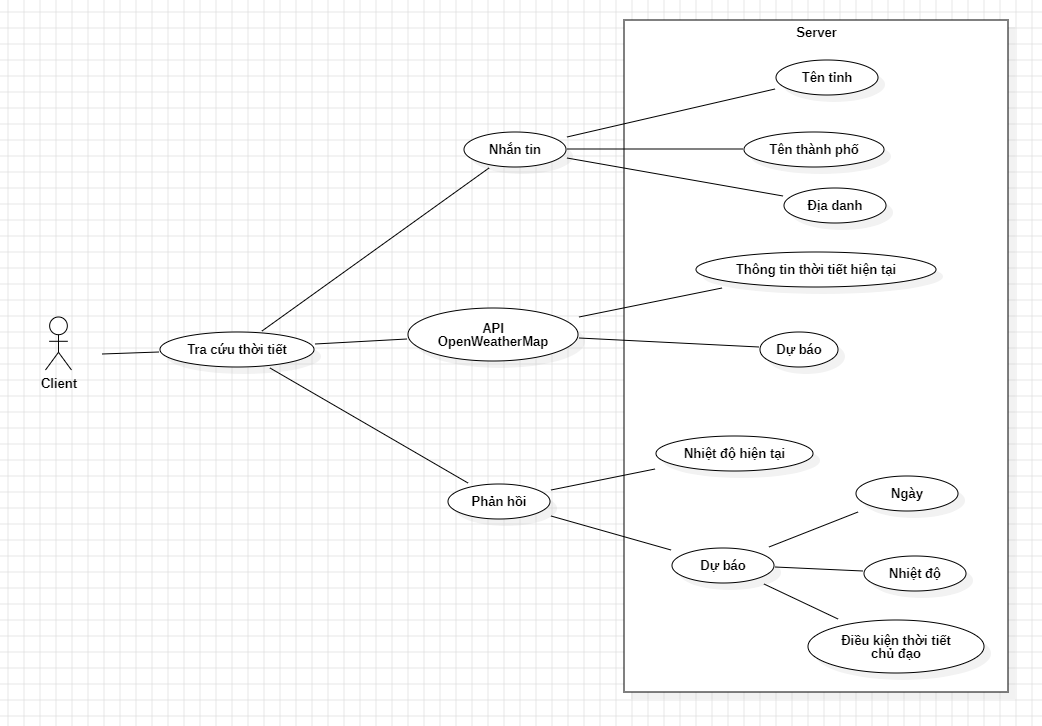 Server
Tên tỉnh
Nhắn tin
Tên thành phố
Địa danh
Thông tin thời tiết hiện tại
API
OpenWeatherMap
Tra cứu thời tiết
Dự báo
Client
Nhiệt độ hiện tại
Phản hồi
Ngày
Dự báo
Nhiệt độ
Điều kiện thời tiết
chủ đạo